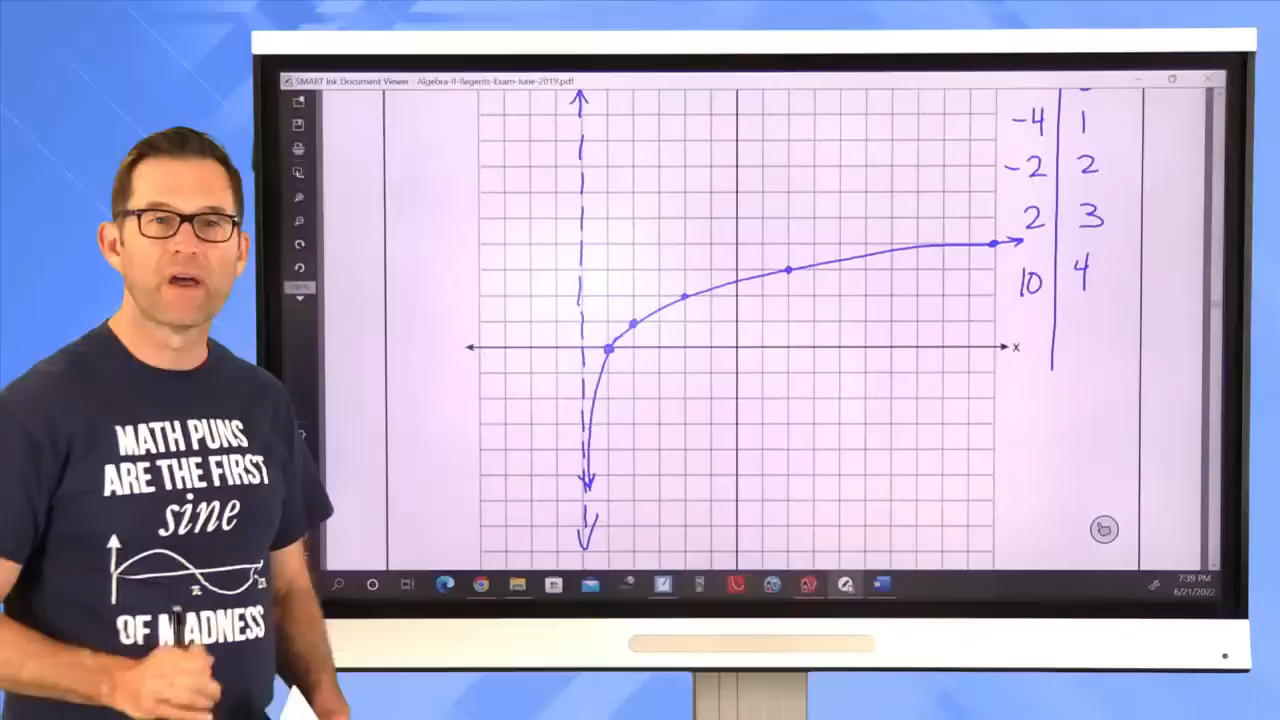 SMART Ink Document Viewer - Algebra-II-Regents-Exam-June-2019.pdf
-4 1
-2 2
2 3
10 4
x
MATH PUNS
ARE THE FIRST
sine
π
OF MADNESS
7:39 PM
6/21/2022